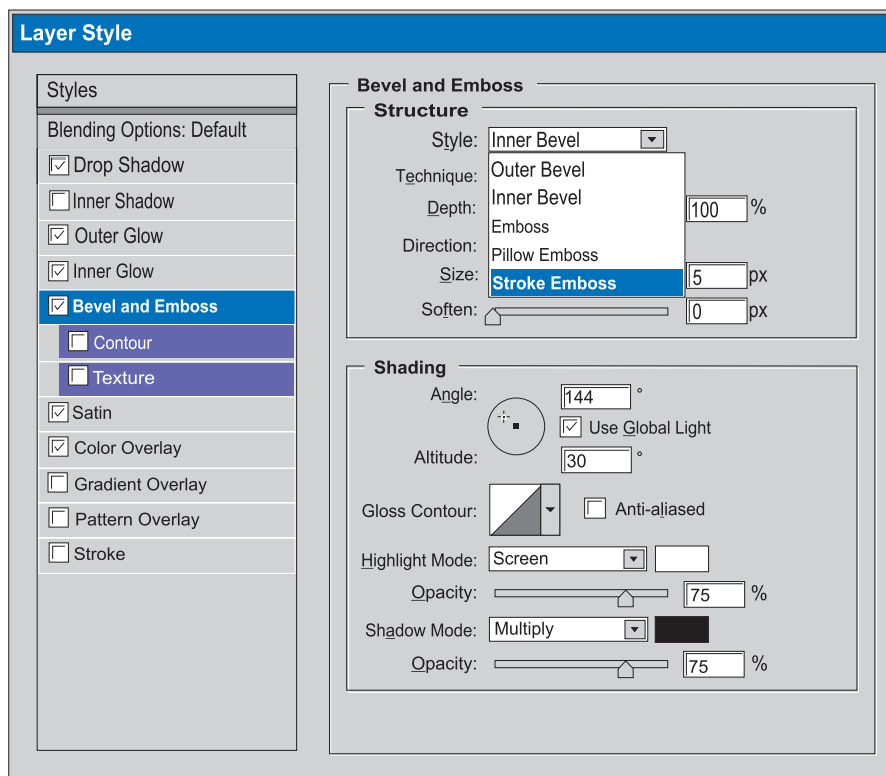 Layer Style
Styles
Blending Options: Default
Drop Shadow
Inner Shadow
Outer Glow
Inner Glow
Bevel and Emboss
Contour
Texture
Satin
Color Overlay
Gradient Overlay
Pattern Overlay
Stroke
Bevel and Emboss
Structure
Style: Inner Bevel
Outer Bevel
Inner Bevel
Emboss
Pillow Emboss
Stroke Emboss
Technique:
Depth: 100 %
Direction:
Size: 5 px
Soften: 0 px
Shading
Angle: 144 °
Use Global Light
Altitude: 30 °
Gloss Contour: Anti-aliased
Highlight Mode: Screen
Opacity: 75 %
Shadow Mode: Multiply
Opacity: 75 %